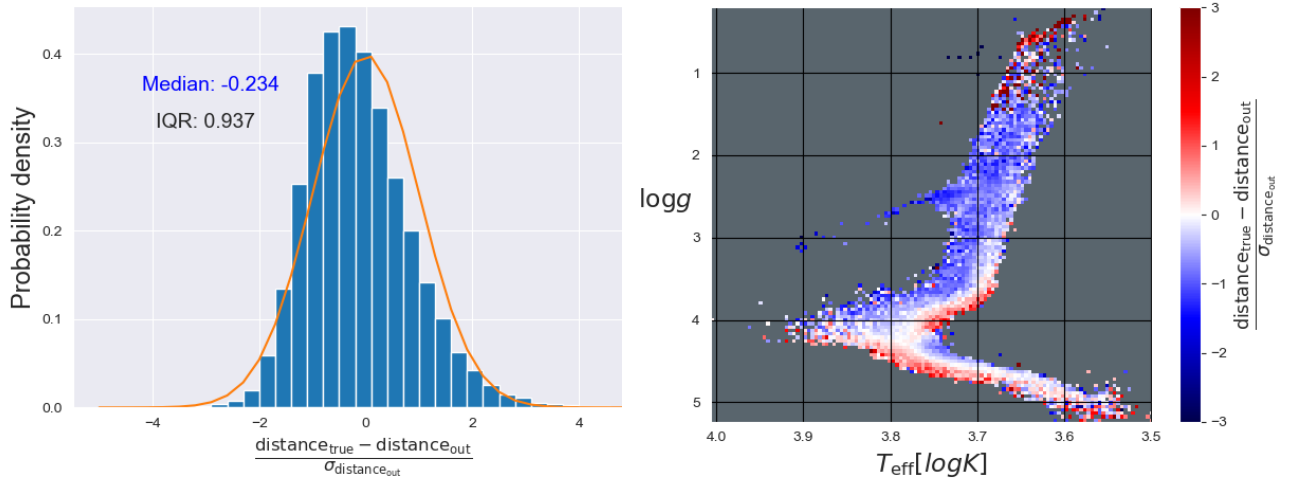 Median: -0.234
IQR: 0.937
Probability density
0.4
0.3
0.2
0.1
0.0
−4 −2 0 2 4
distance_true − distance_out
σ_distance_out
logg
1
2
3
4
5
4.0 3.9 3.8 3.7 3.6 3.5
T_eff[logK]
3
2
1
0
−1
−2
−3
distance_true − distance_out
σ_distance_out